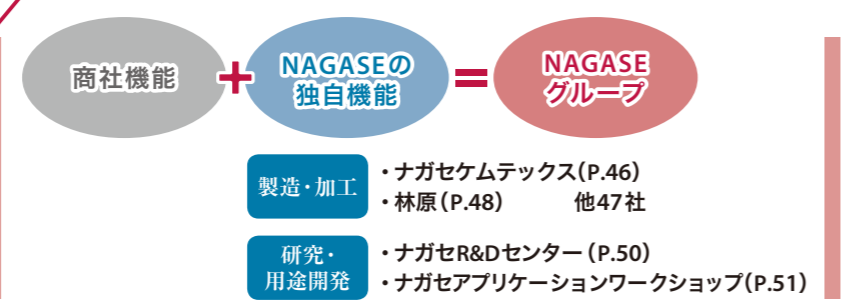 商社機能
+
NAGASEの
独自機能
=
NAGASE
グループ
製造・加工
・ナガセケムテックス(P.46)
・林原(P.48) 他47社
研究・
用途開発
・ナガセR&Dセンター(P.50)
・ナガセアプリケーションワークショップ(P.51)